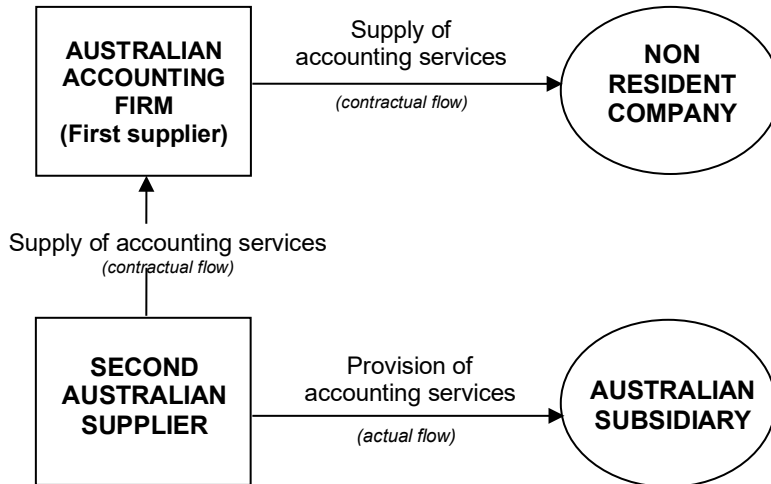 AUSTRALIAN
ACCOUNTING
FIRM
(First supplier)
Supply of
accounting services
(contractual flow)
NON
RESIDENT
COMPANY
Supply of accounting services
(contractual flow)
SECOND
AUSTRALIAN
SUPPLIER
Provision of
accounting services
(actual flow)
AUSTRALIAN
SUBSIDIARY